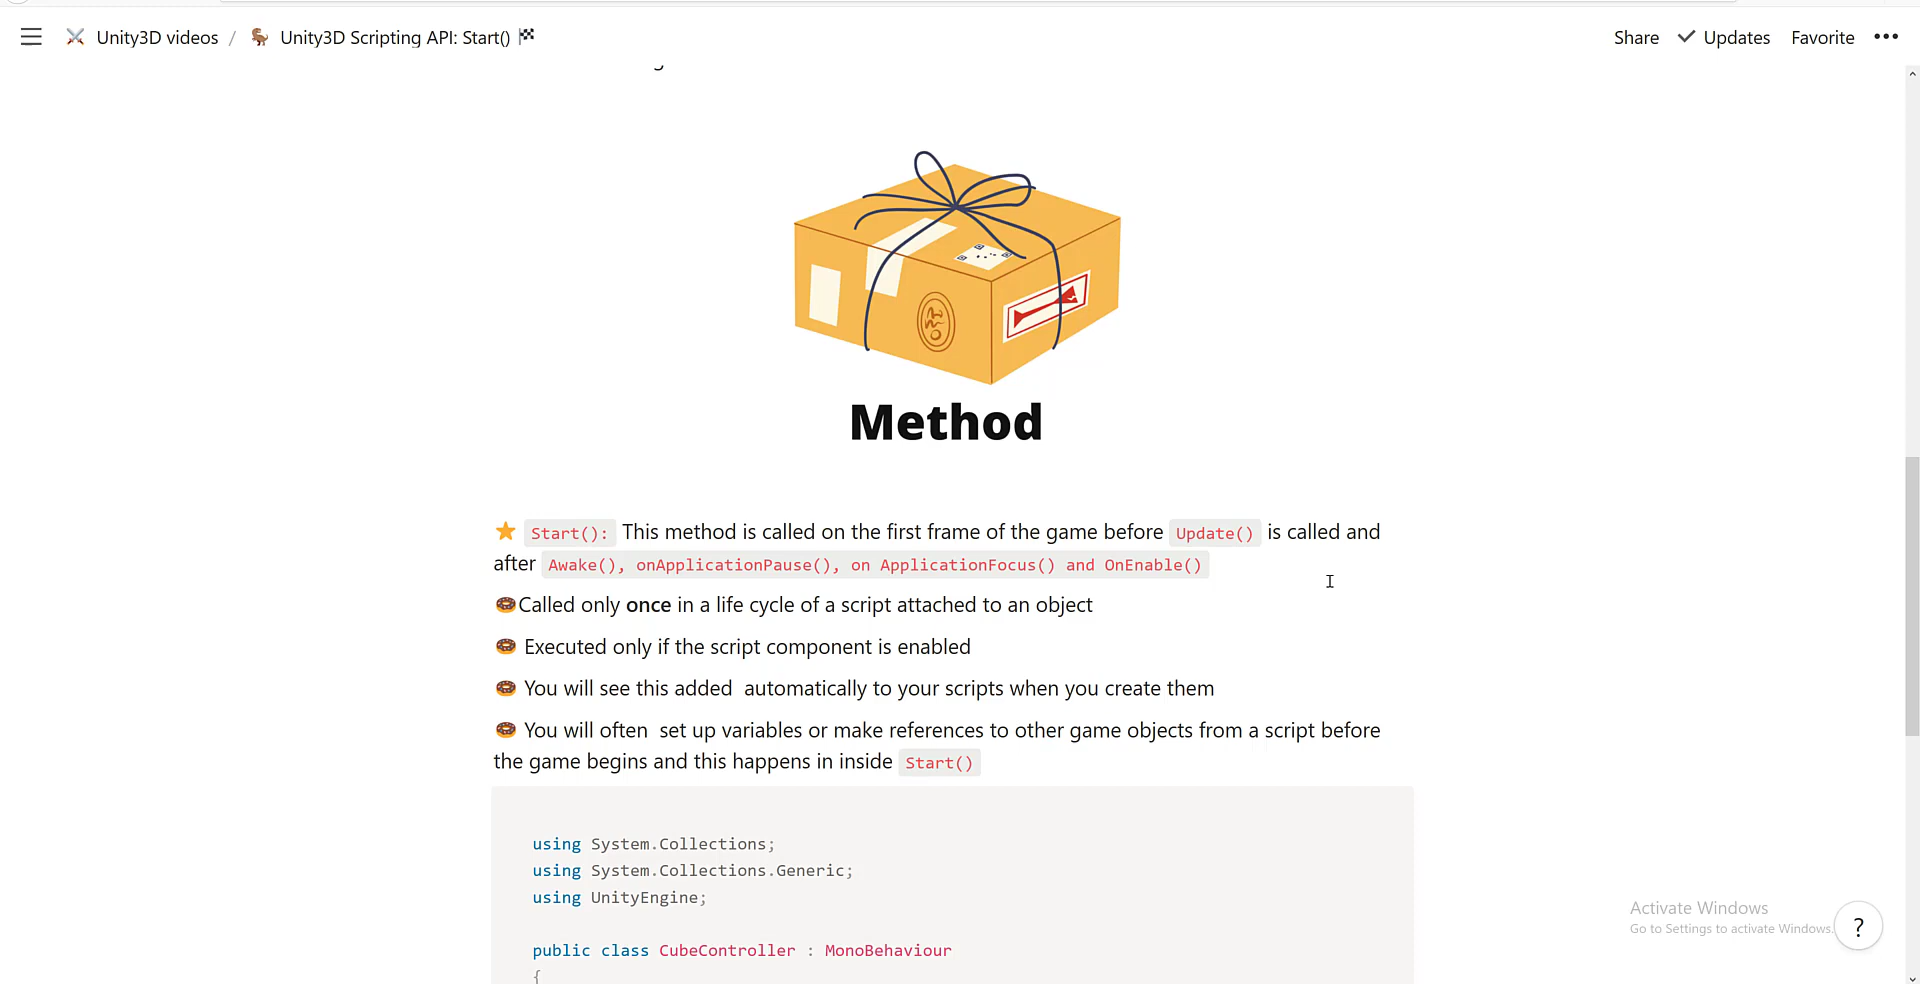 Unity3D videos / Unity3D Scripting API: Start()
Share Updates Favorite
Method
Start(): This method is called on the first frame of the game before Update() is called and
after Awake(), onApplicationPause(), on ApplicationFocus() and OnEnable()
Called only once in a life cycle of a script attached to an object
Executed only if the script component is enabled
You will see this added automatically to your scripts when you create them
You will often set up variables or make references to other game objects from a script before
the game begins and this happens in inside Start()
using System.Collections;
using System.Collections.Generic;
using UnityEngine;
public class CubeController : MonoBehaviour
{
Activate Windows
Go to Settings to activate Windows.
?